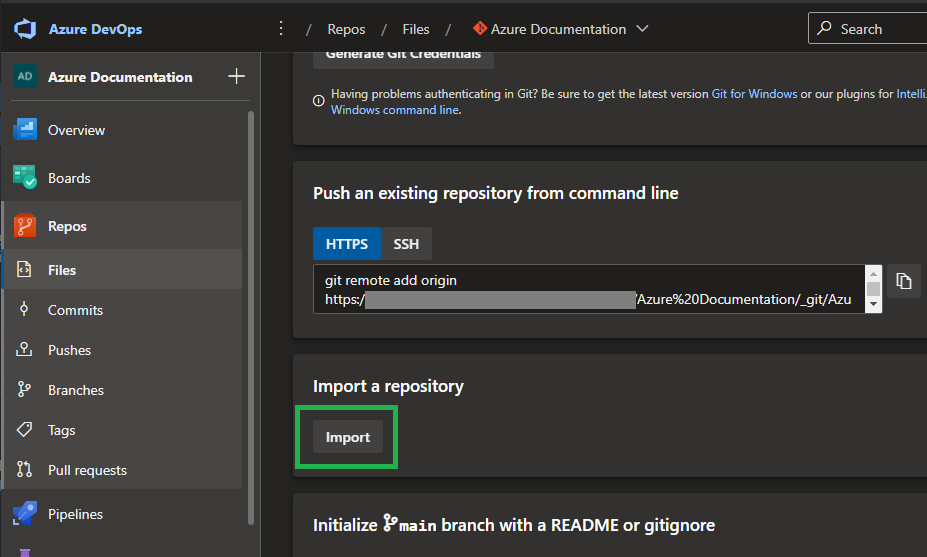 Azure DevOps
/ Repos / Files / Azure Documentation
Search
AD Azure Documentation
Overview
Boards
Repos
Files
Commits
Pushes
Branches
Tags
Pull requests
Pipelines
Generate Git Credentials
Having problems authenticating in Git? Be sure to get the latest version Git for Windows or our plugins for Intelli
Windows command line.
Push an existing repository from command line
HTTPS SSH
git remote add origin
https:/ /Azure%20Documentation/_git/Azu
Import a repository
Import
Initialize main branch with a README or gitignore